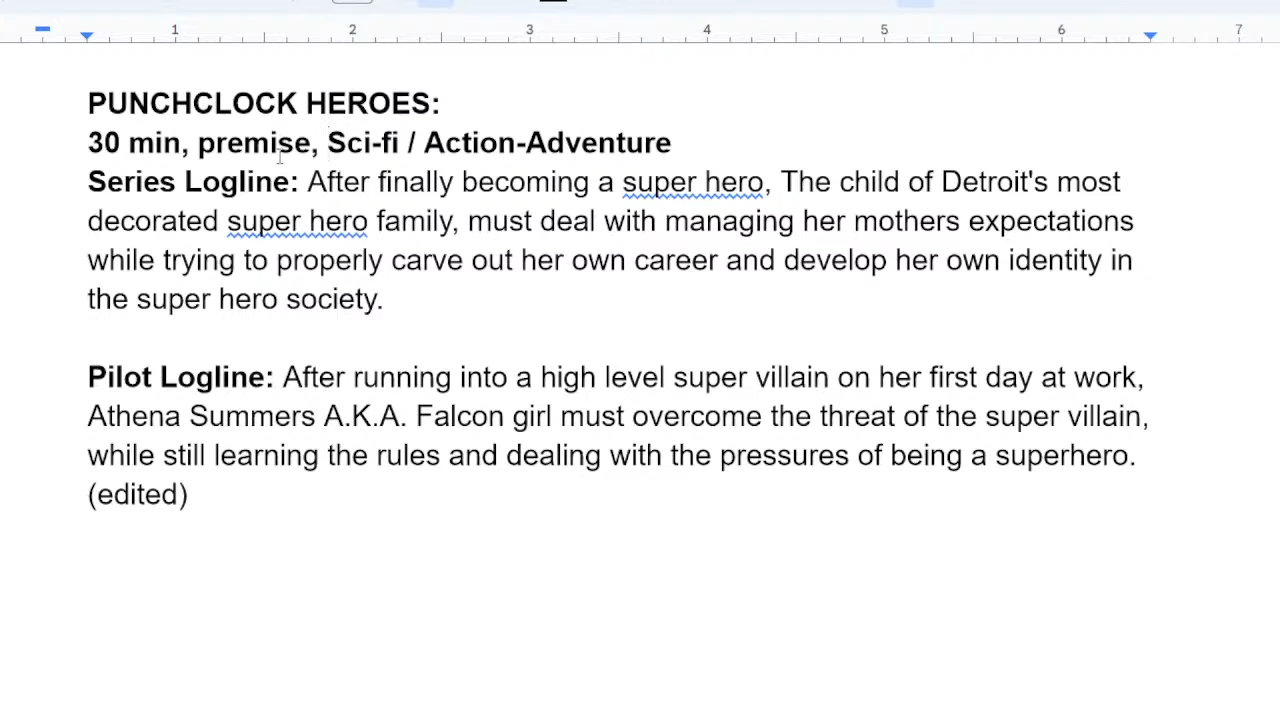 1 2 3 4 5 6 7
PUNCHCLOCK HEROES:
30 min, premise, Sci-fi / Action-Adventure
Series Logline: After finally becoming a super hero, The child of Detroit's most
decorated super hero family, must deal with managing her mothers expectations
while trying to properly carve out her own career and develop her own identity in
the super hero society.
Pilot Logline: After running into a high level super villain on her first day at work,
Athena Summers A.K.A. Falcon girl must overcome the threat of the super villain,
while still learning the rules and dealing with the pressures of being a superhero.
(edited)